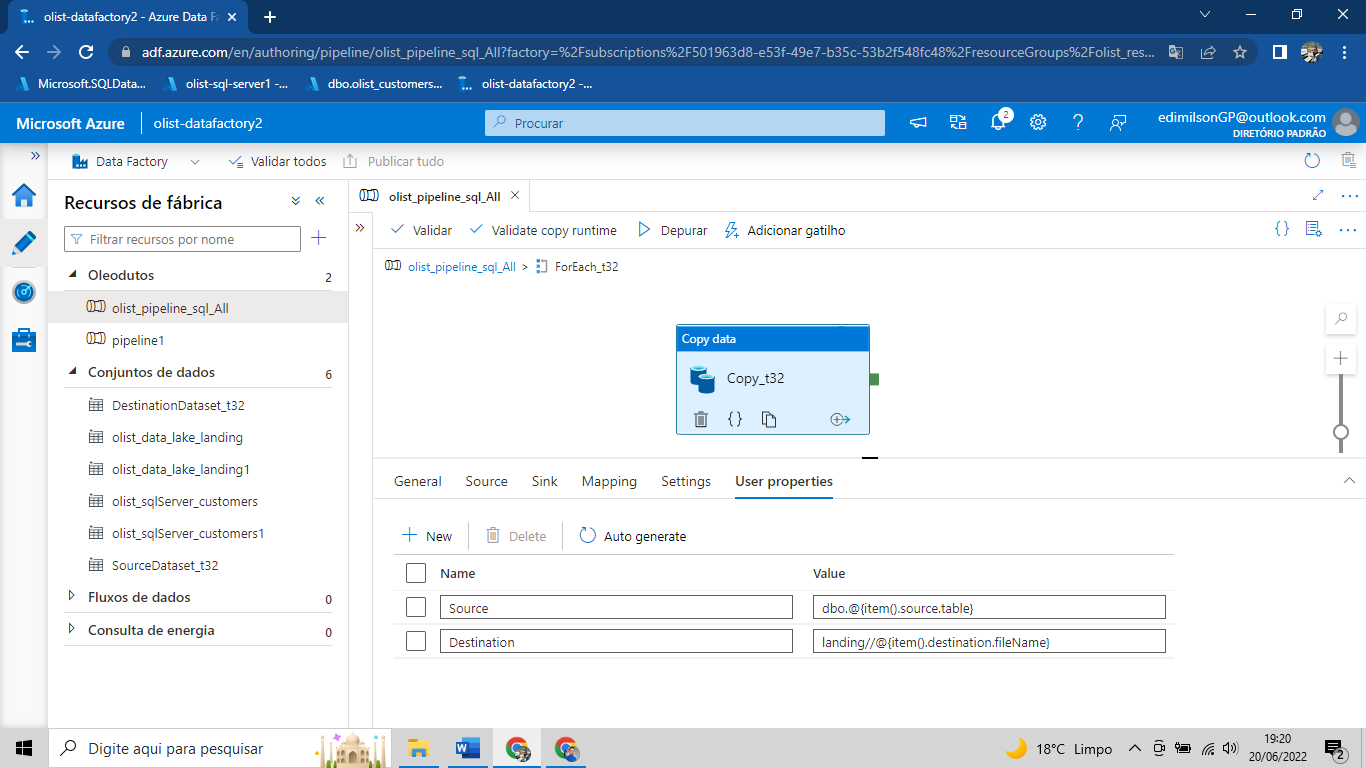 olist-datafactory2 - Azure Data F
adf.azure.com/en/authoring/pipeline/olist_pipeline_sql_All?factory=%2Fsubscriptions%2F501963d8-e53f-49e7-b35c-53b2f548fc48%2FresourceGroups%2Folist_res...
Microsoft.SQLData... olist-sql-server1 -... dbo.olist_customers... olist-datafactory2 -...
Microsoft Azure olist-datafactory2 Procurar 2 edimilsonGP@outlook.com
DIRETÓRIO PADRÃO
Data Factory Validar todos Publicar tudo
Recursos de fábrica
Filtrar recursos por nome
Oleodutos 2
olist_pipeline_sql_All
pipeline1
Conjuntos de dados 6
DestinationDataset_t32
olist_data_lake_landing
olist_data_lake_landing1
olist_sqlServer_customers
olist_sqlServer_customers1
SourceDataset_t32
Fluxos de dados 0
Consulta de energia 0
olist_pipeline_sql_All
Validar Validate copy runtime Depurar Adicionar gatilho
olist_pipeline_sql_All > ForEach_t32
Copy data
Copy_t32
General Source Sink Mapping Settings User properties
New Delete Auto generate
Name Value
Source dbo.@{item().source.table}
Destination landing//@{item().destination.fileName}
Digite aqui para pesquisar
18°C Limpo
19:20
20/06/2022
2